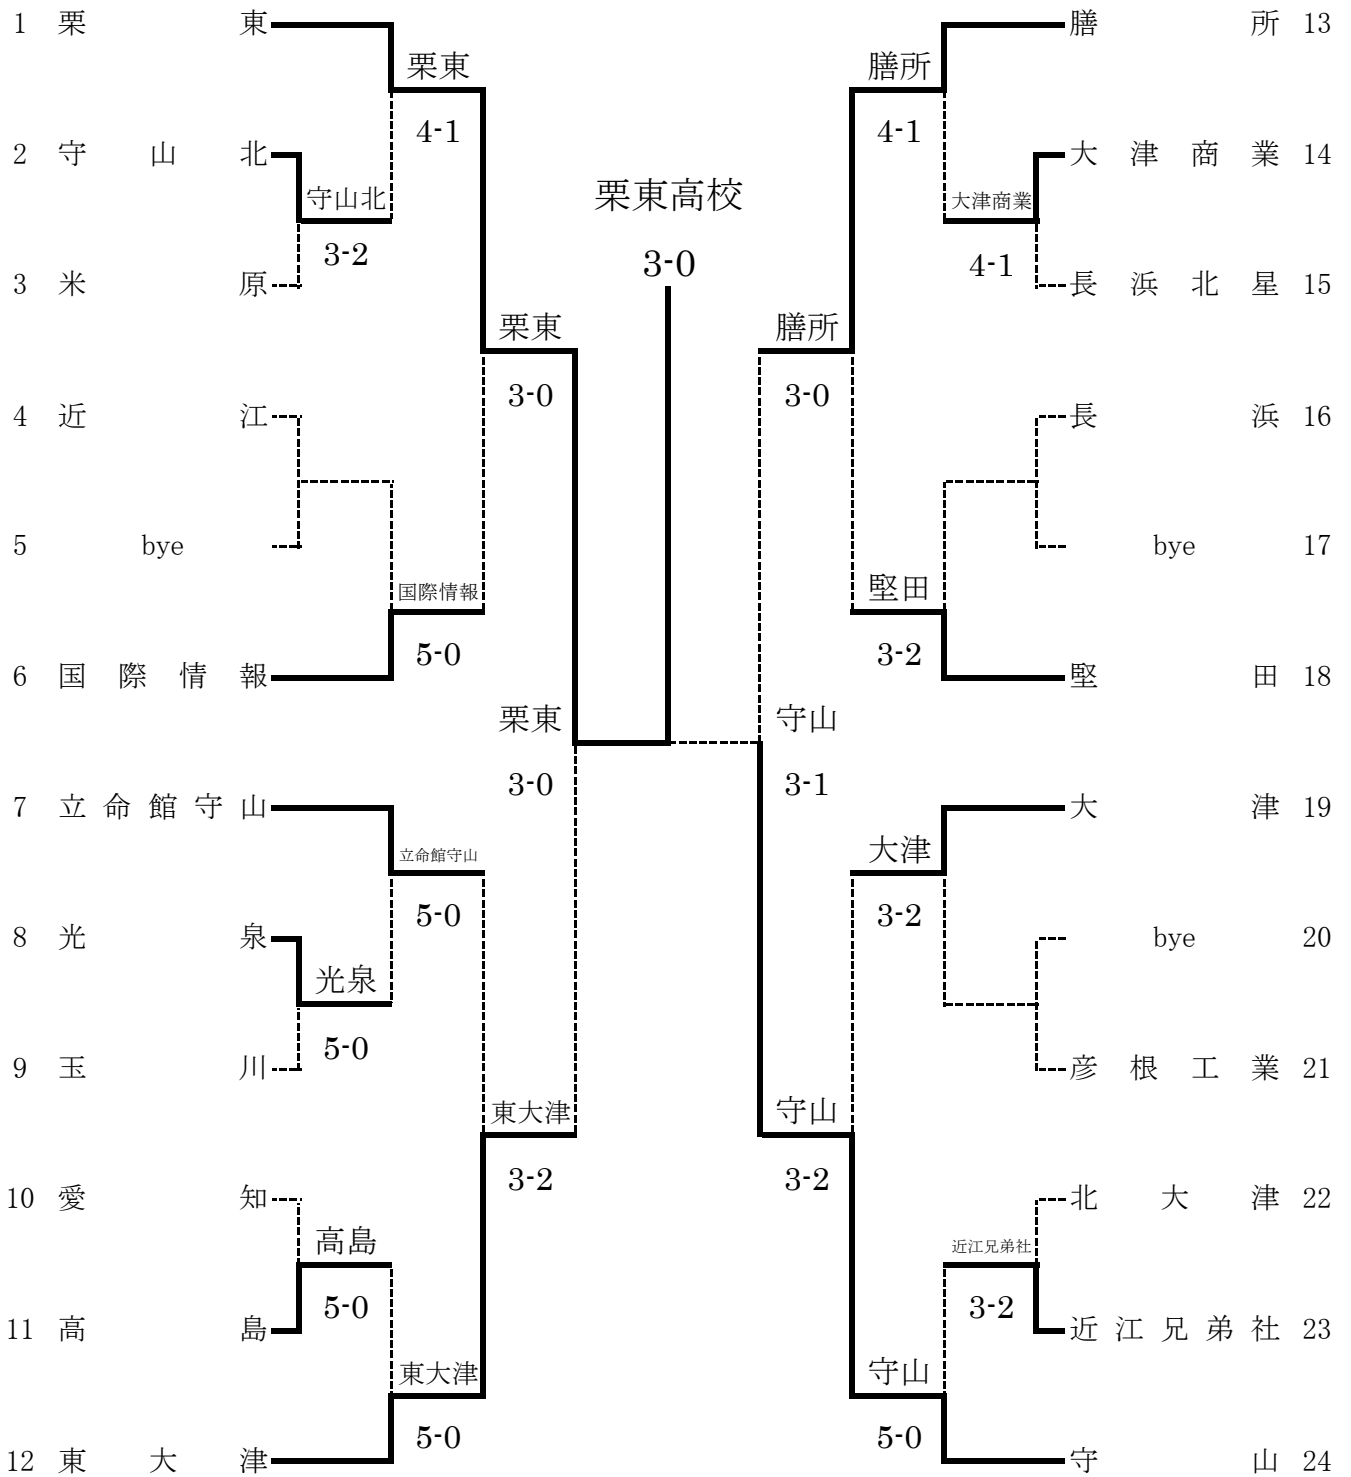 1 栗東
膳所 13
栗東
膳所
4-1
4-1
2 守山北
大津商業 14
守山北
栗東高校
大津商業
3-2
3-0
4-1
3 米原
長浜北星 15
栗東
膳所
3-0
3-0
4 近江
長浜 16
5 bye
bye 17
国際情報
堅田
5-0
3-2
6 国際情報
堅田 18
栗東
守山
3-0
3-1
7 立命館守山
大津 19
立命館守山
大津
5-0
3-2
8 光泉
bye 20
光泉
5-0
9 玉川
彦根工業 21
東大津
守山
3-2
3-2
10 愛知
北大津 22
高島
近江兄弟社
5-0
3-2
11 高島
近江兄弟社 23
東大津
守山
5-0
5-0
12 東大津
守山 24